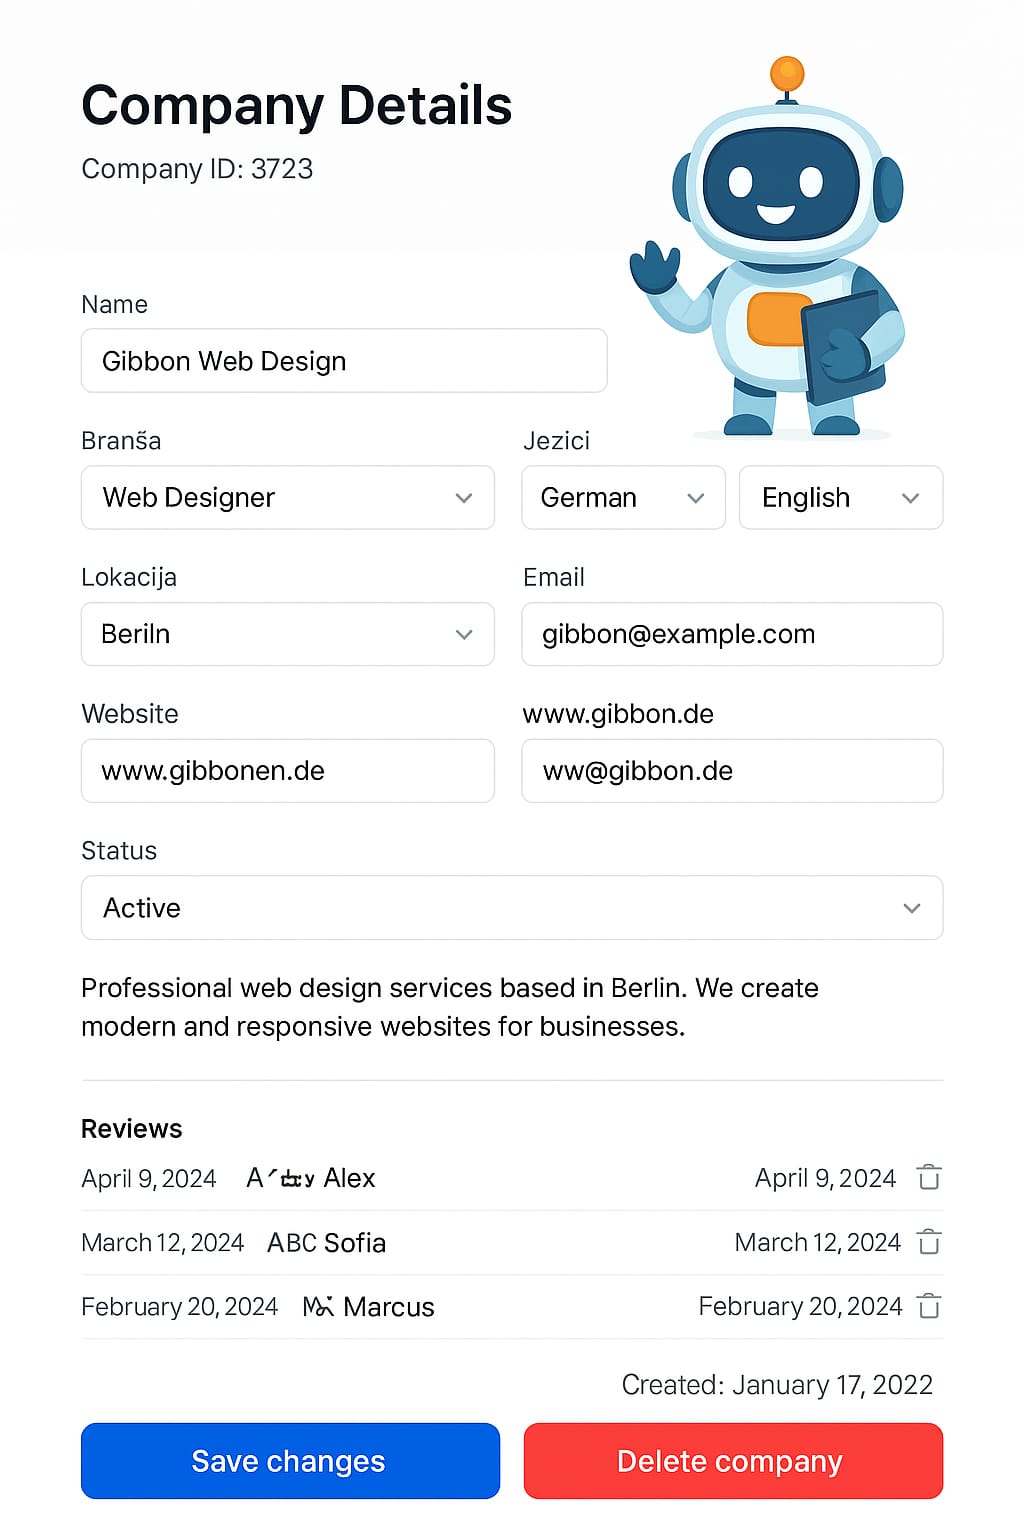 Company Details
Company ID: 3723
Name
Gibbon Web Design
Branša Jezici
Web Designer German English
Lokacija Email
Beriln gibbon@example.com
Website www.gibbon.de
www.gibbonen.de ww@gibbon.de
Status
Active
Professional web design services based in Berlin. We create
modern and responsive websites for businesses.
Reviews
April 9, 2024 Alex April 9, 2024
March 12, 2024 ABC Sofia March 12, 2024
February 20, 2024 Marcus February 20, 2024
Created: January 17, 2022
Save changes Delete company